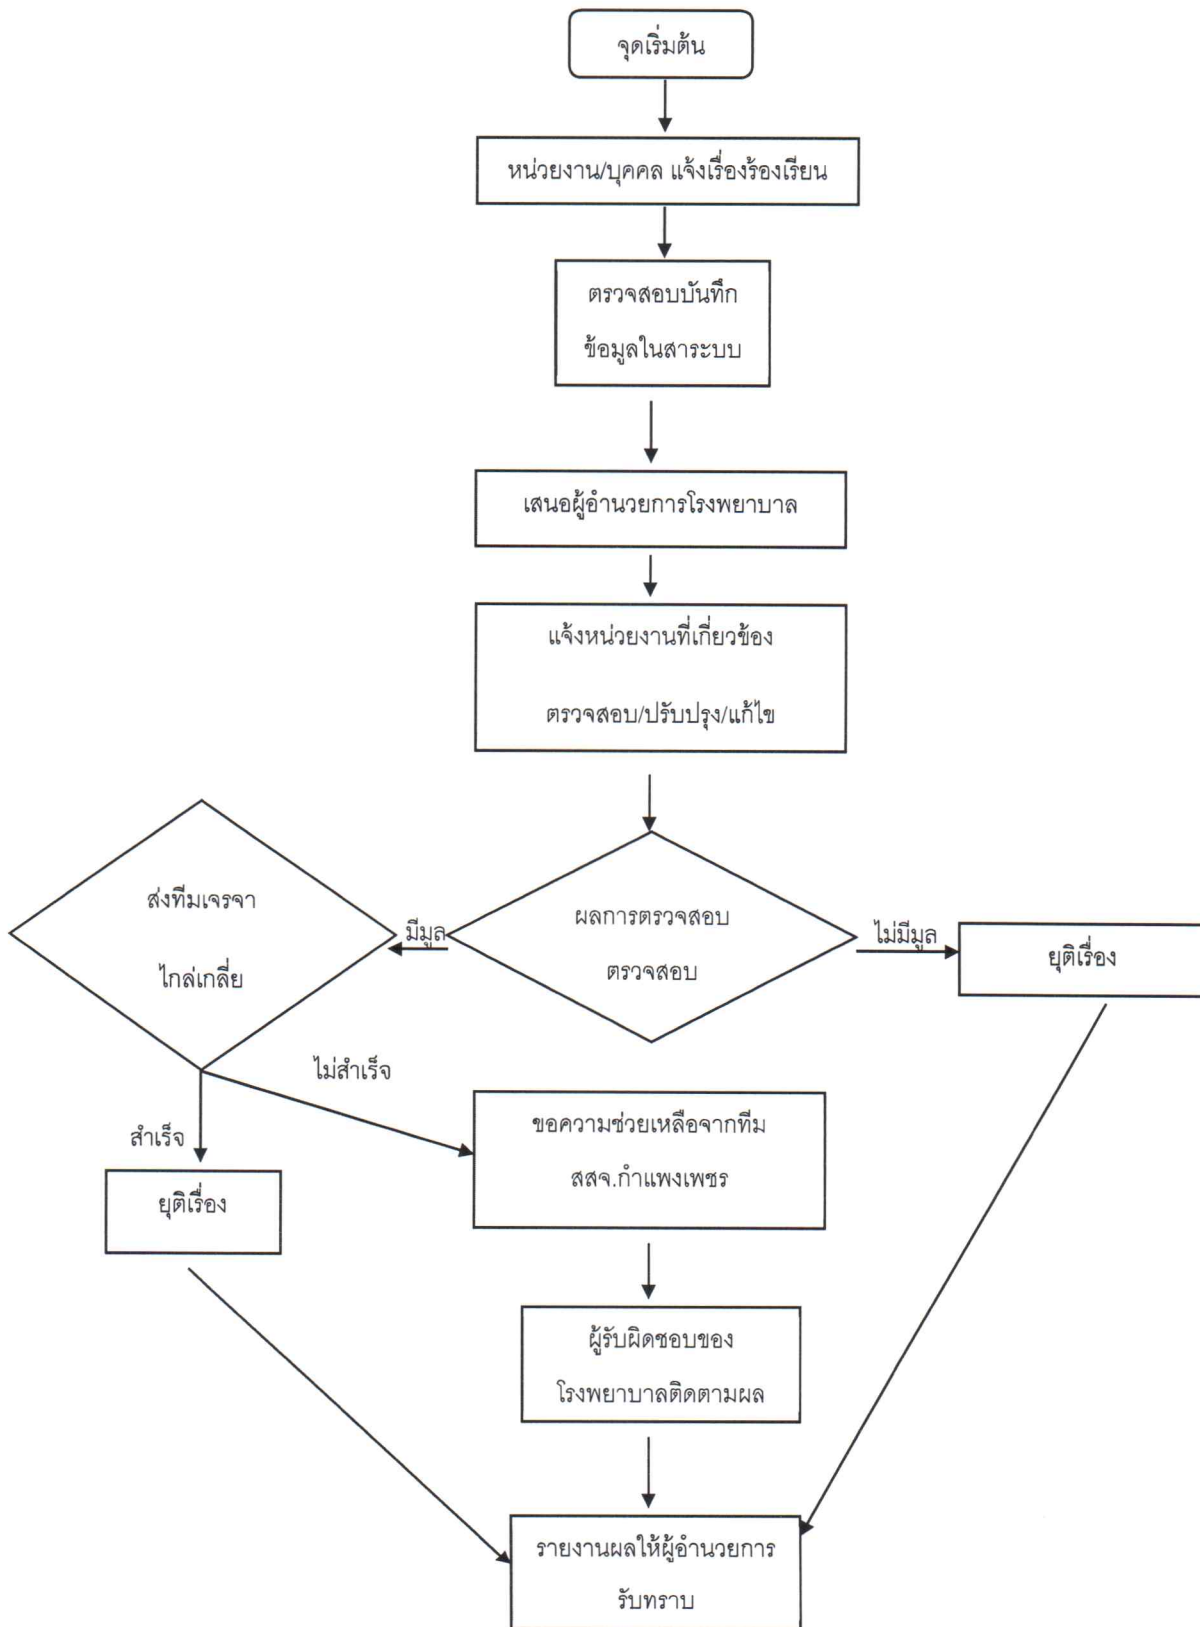 จุดเริ่มต้น
หน่วยงาน/บุคคล แจ้งเรื่องร้องเรียน
ตรวจสอบบันทึก
ข้อมูลในสาระบบ
เสนอผู้อำนวยการโรงพยาบาล
แจ้งหน่วยงานที่เกี่ยวข้อง
ตรวจสอบ/ปรับปรุง/แก้ไข
ส่งทีมเจรจา
ไกล่เกลี่ย
มีมูล
ผลการตรวจสอบ
ตรวจสอบ
ไม่มีมูล
ยุติเรื่อง
ไม่สำเร็จ
สำเร็จ
ยุติเรื่อง
ขอความช่วยเหลือจากทีม
สสจ.กำแพงเพชร
ผู้รับผิดชอบของ
โรงพยาบาลติดตามผล
รายงานผลให้ผู้อำนวยการ
รับทราบ